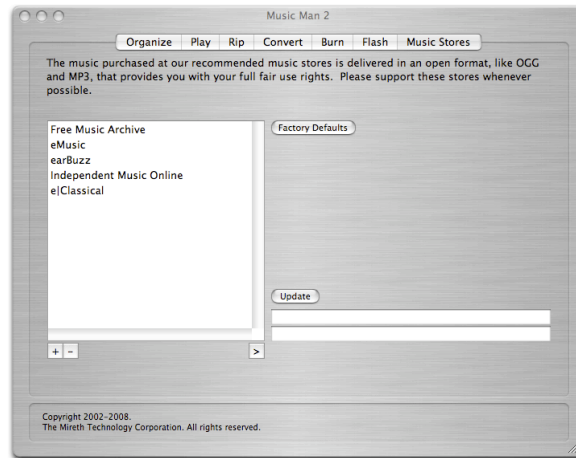 Music Man 2
Organize Play Rip Convert Burn Flash Music Stores
The music purchased at our recommended music stores is delivered in an open format, like OGG
and MP3, that provides you with your full fair use rights. Please support these stores whenever
possible.
Free Music Archive
eMusic
earBuzz
Independent Music Online
e|Classical
Factory Defaults
Update
+ - >
Copyright 2002-2008.
The Mireth Technology Corporation. All rights reserved.